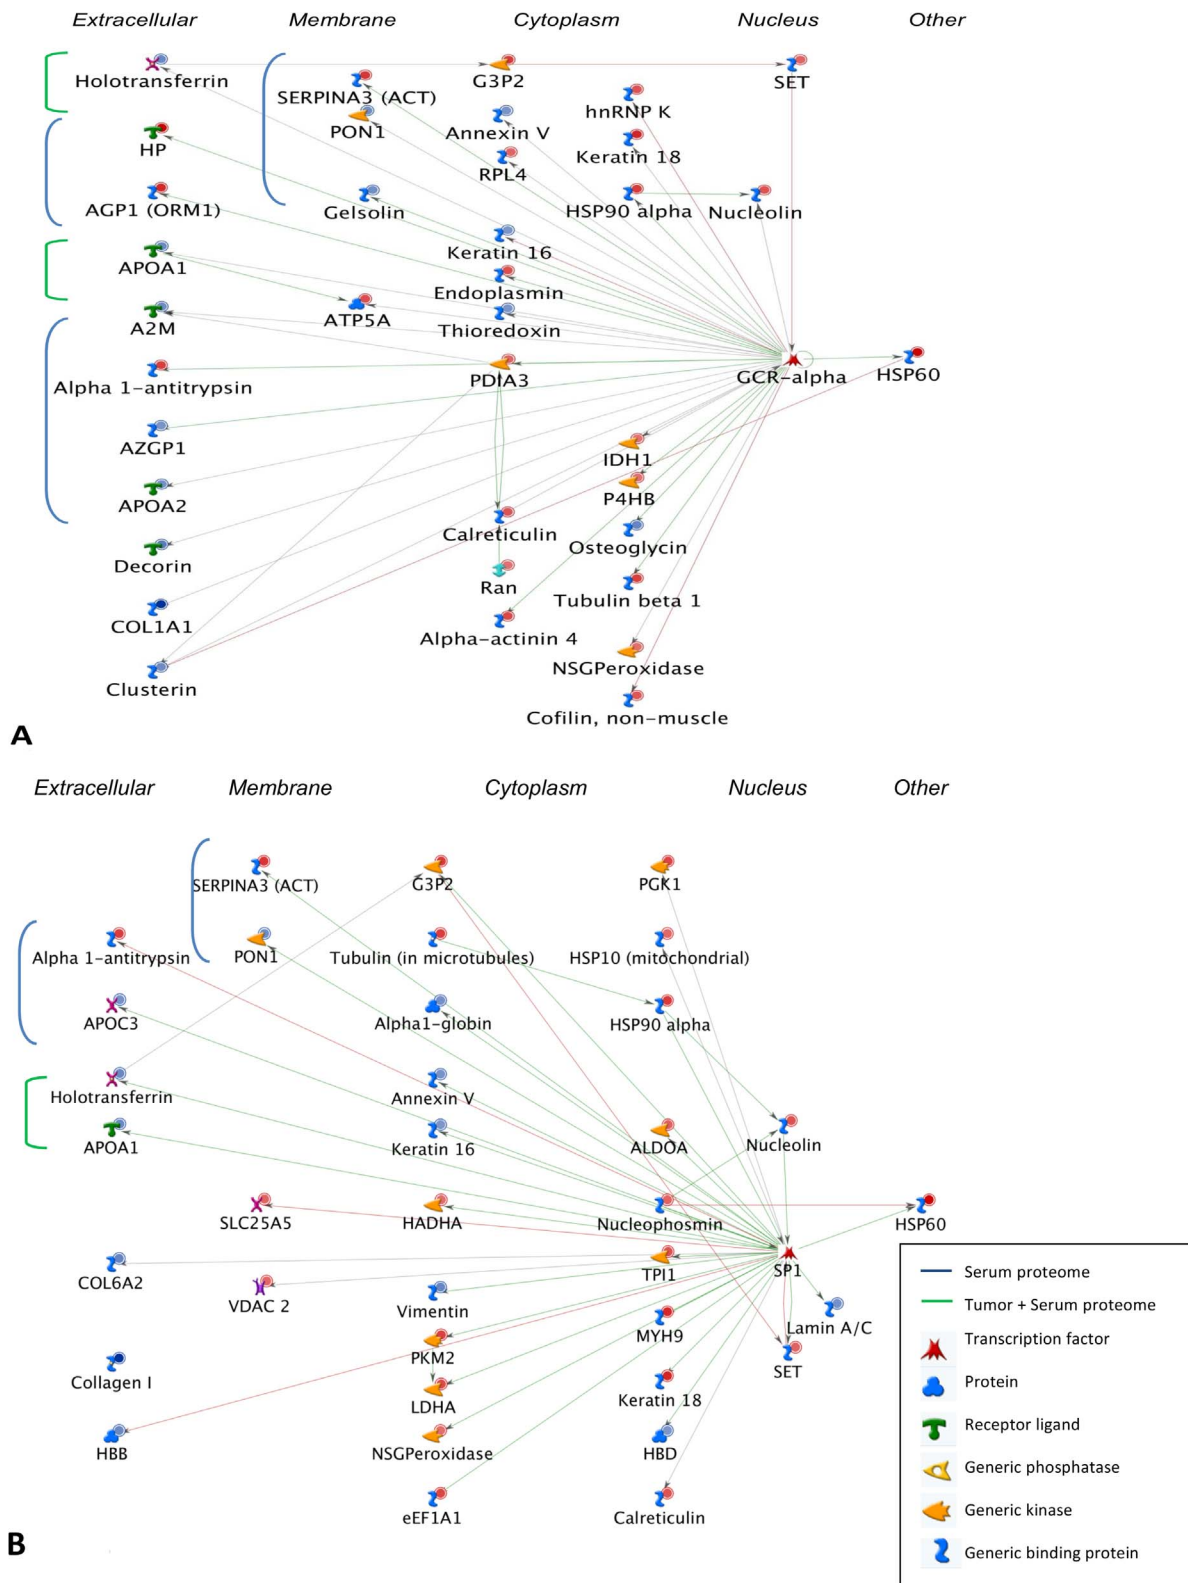 Extracellular Membrane Cytoplasm Nucleus Other
Holotransferrin
G3P2
SET
SERPINA3 (ACT)
hnRNP K
PON1
Annexin V
HP
Keratin 18
RPL4
AGP1 (ORM1)
Gelsolin
HSP90 alpha
Nucleolin
Keratin 16
APOA1
Endoplasmin
A2M
ATP5A
Thioredoxin
Alpha 1-antitrypsin
PDIA3
GCR-alpha
HSP60
AZGP1
IDH1
APOA2
P4HB
Calreticulin
Osteoglycin
Decorin
Ran
Tubulin beta 1
COL1A1
Alpha-actinin 4
NSGPeroxidase
Clusterin
Cofilin, non-muscle
A
Extracellular Membrane Cytoplasm Nucleus Other
SERPINA3 (ACT)
G3P2
PGK1
Alpha 1-antitrypsin
PON1
Tubulin (in microtubules)
HSP10 (mitochondrial)
APOC3
Alpha1-globin
HSP90 alpha
Holotransferrin
Annexin V
APOA1
Keratin 16
ALDOA
Nucleolin
SLC25A5
HADHA
Nucleophosmin
HSP60
COL6A2
TPI1
SP1
VDAC 2
Vimentin
Lamin A/C
MYH9
PKM2
SET
Collagen I
LDHA
Keratin 18
HBB
NSGPeroxidase
HBD
eEF1A1
Calreticulin
B
Serum proteome
Tumor + Serum proteome
Transcription factor
Protein
Receptor ligand
Generic phosphatase
Generic kinase
Generic binding protein